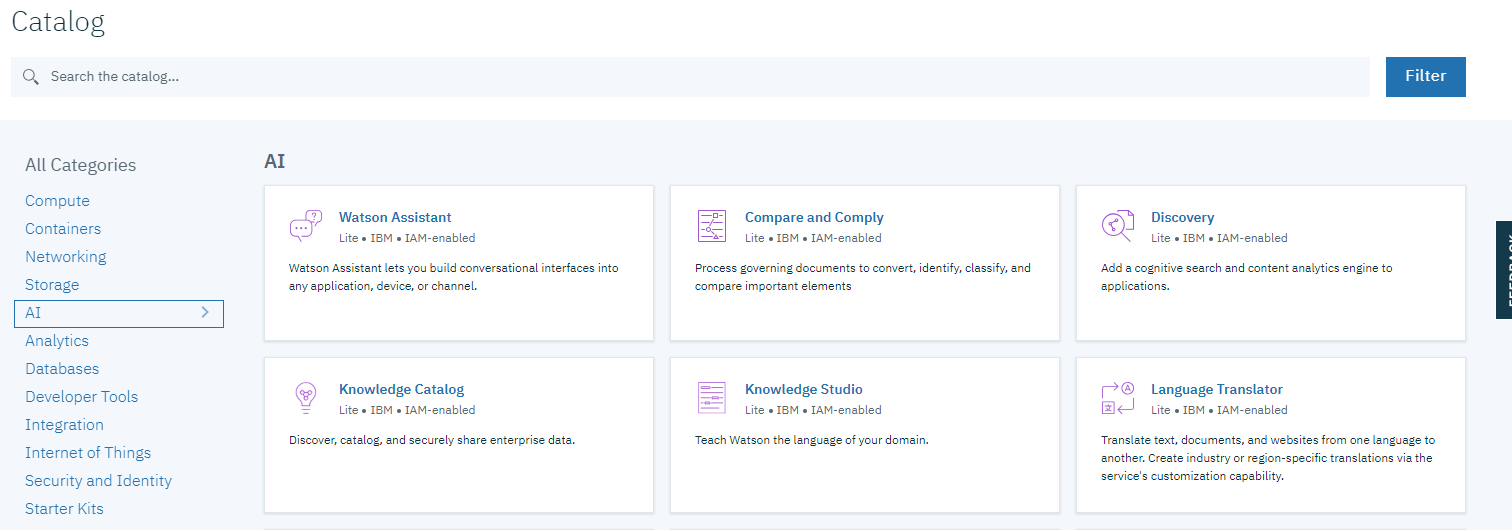 Catalog
Search the catalog...
Filter
All Categories
Compute
Containers
Networking
Storage
AI
Analytics
Databases
Developer Tools
Integration
Internet of Things
Security and Identity
Starter Kits
AI
Watson Assistant
Lite • IBM • IAM-enabled
Watson Assistant lets you build conversational interfaces into
any application, device, or channel.
Compare and Comply
Lite • IBM • IAM-enabled
Process governing documents to convert, identify, classify, and
compare important elements
Discovery
Lite • IBM • IAM-enabled
Add a cognitive search and content analytics engine to
applications.
Knowledge Catalog
Lite • IBM • IAM-enabled
Discover, catalog, and securely share enterprise data.
Knowledge Studio
Lite • IBM • IAM-enabled
Teach Watson the language of your domain.
Language Translator
Lite • IBM • IAM-enabled
Translate text, documents, and websites from one language to
another. Create industry or region-specific translations via the
service's customization capability.
FEEDBACK